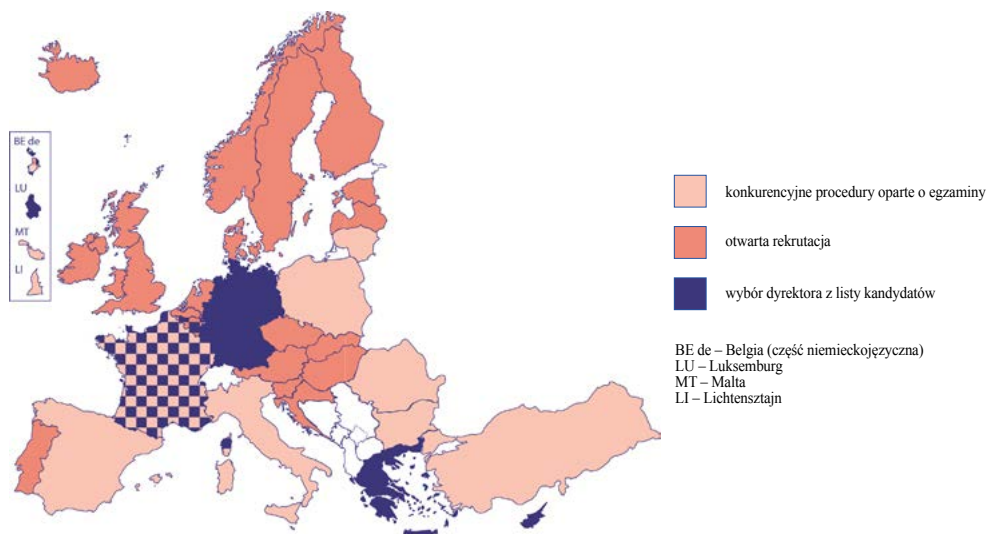 BE de
LU
MT
LI
konkurencyjne procedury oparte o egzaminy
otwarta rekrutacja
wybór dyrektora z listy kandydatów
BE de – Belgia (część niemieckojęzyczna)
LU – Luksemburg
MT – Malta
LI – Lichtensztajn